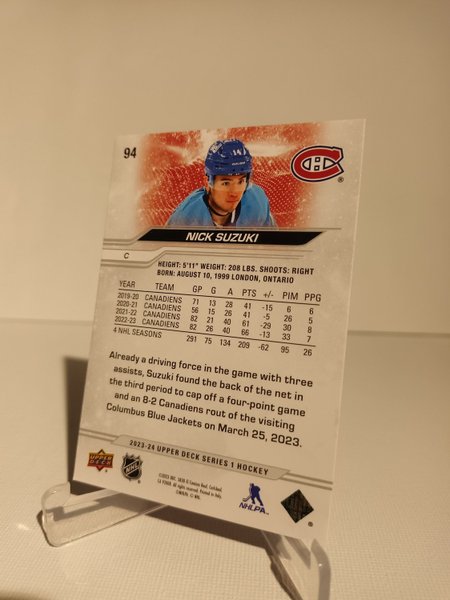 94
14
NICK SUZUKI
C
HEIGHT: 5'11" WEIGHT: 208 LBS. SHOOTS: RIGHT
BORN: AUGUST 10, 1999 LONDON, ONTARIO
YEAR TEAM GP G A PTS +/- PIM PPG
2019-20 CANADIENS 71 13 28 41 -15 6 6
2020-21 CANADIENS 56 15 26 41 -5 26 5
2021-22 CANADIENS 82 21 40 61 -29 30 8
2022-23 CANADIENS 82 26 40 66 -13 33 7
4 NHL SEASONS 291 75 134 209 -62 95 26
Already a driving force in the game with three
assists, Suzuki found the back of the net in
the third period to cap off a four-point game
and an 8-2 Canadiens rout of the visiting
Columbus Blue Jackets on March 25, 2023.
2023-24 UPPER DECK SERIES 1 HOCKEY
UPPER DECK
NHL
NHLPA